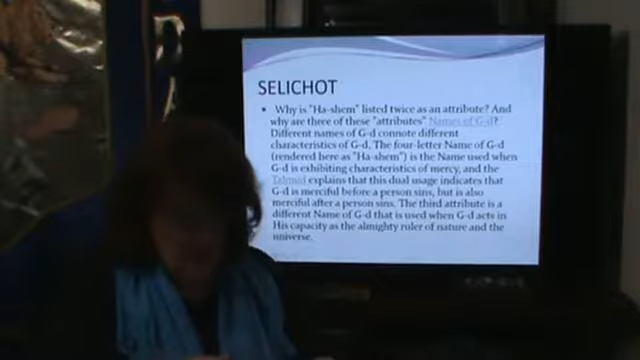 SELICHOT
• Why is "Ha-shem" listed twice as an attribute? And
why are three of these "attributes" Names of G-d?
Different names of G-d connote different
characteristics of G-d. The four-letter Name of G-d
(rendered here as "Ha-shem") is the Name used when
G-d is exhibiting characteristics of mercy, and the
Talmud explains that this dual usage indicates that
G-d is merciful before a person sins, but is also
merciful after a person sins. The third attribute is a
different Name of G-d that is used when G-d acts in
His capacity as the almighty ruler of nature and the
universe.